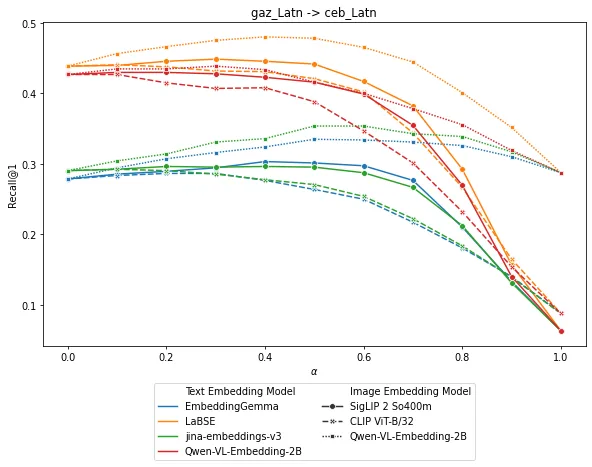 gaz_Latn -> ceb_Latn
Recall@1
0.5
0.4
0.3
0.2
0.1
0.0 0.2 0.4 0.6 0.8 1.0
α
Text Embedding Model Image Embedding Model
EmbeddingGemma SigLIP 2 So400m
LaBSE CLIP ViT-B/32
jina-embeddings-v3 Qwen-VL-Embedding-2B
Qwen-VL-Embedding-2B